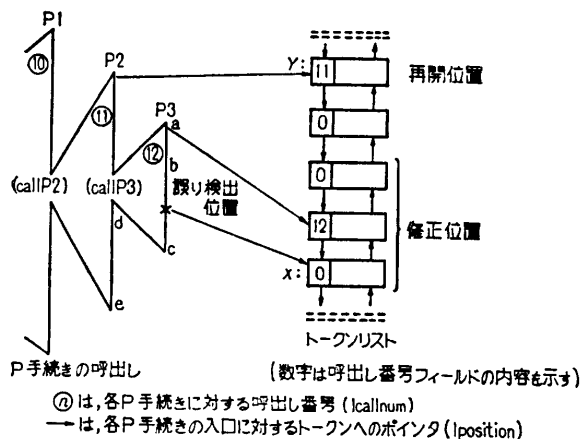 P1
⑩
P2
⑪
P3
a
⑫
b
(callP2)
(callP3)
誤り検出
位置
d
c
e
P手続きの呼出し
Y:
11
再開位置
0
0
12
修正位置
X:
0
トークンリスト
(数字は呼出し番号フィールドの内容を示す)
ⓝは,各P手続きに対する呼出し番号(lcallnum)
→は,各P手続きの入口に対するトークンへのポインタ(lposition)